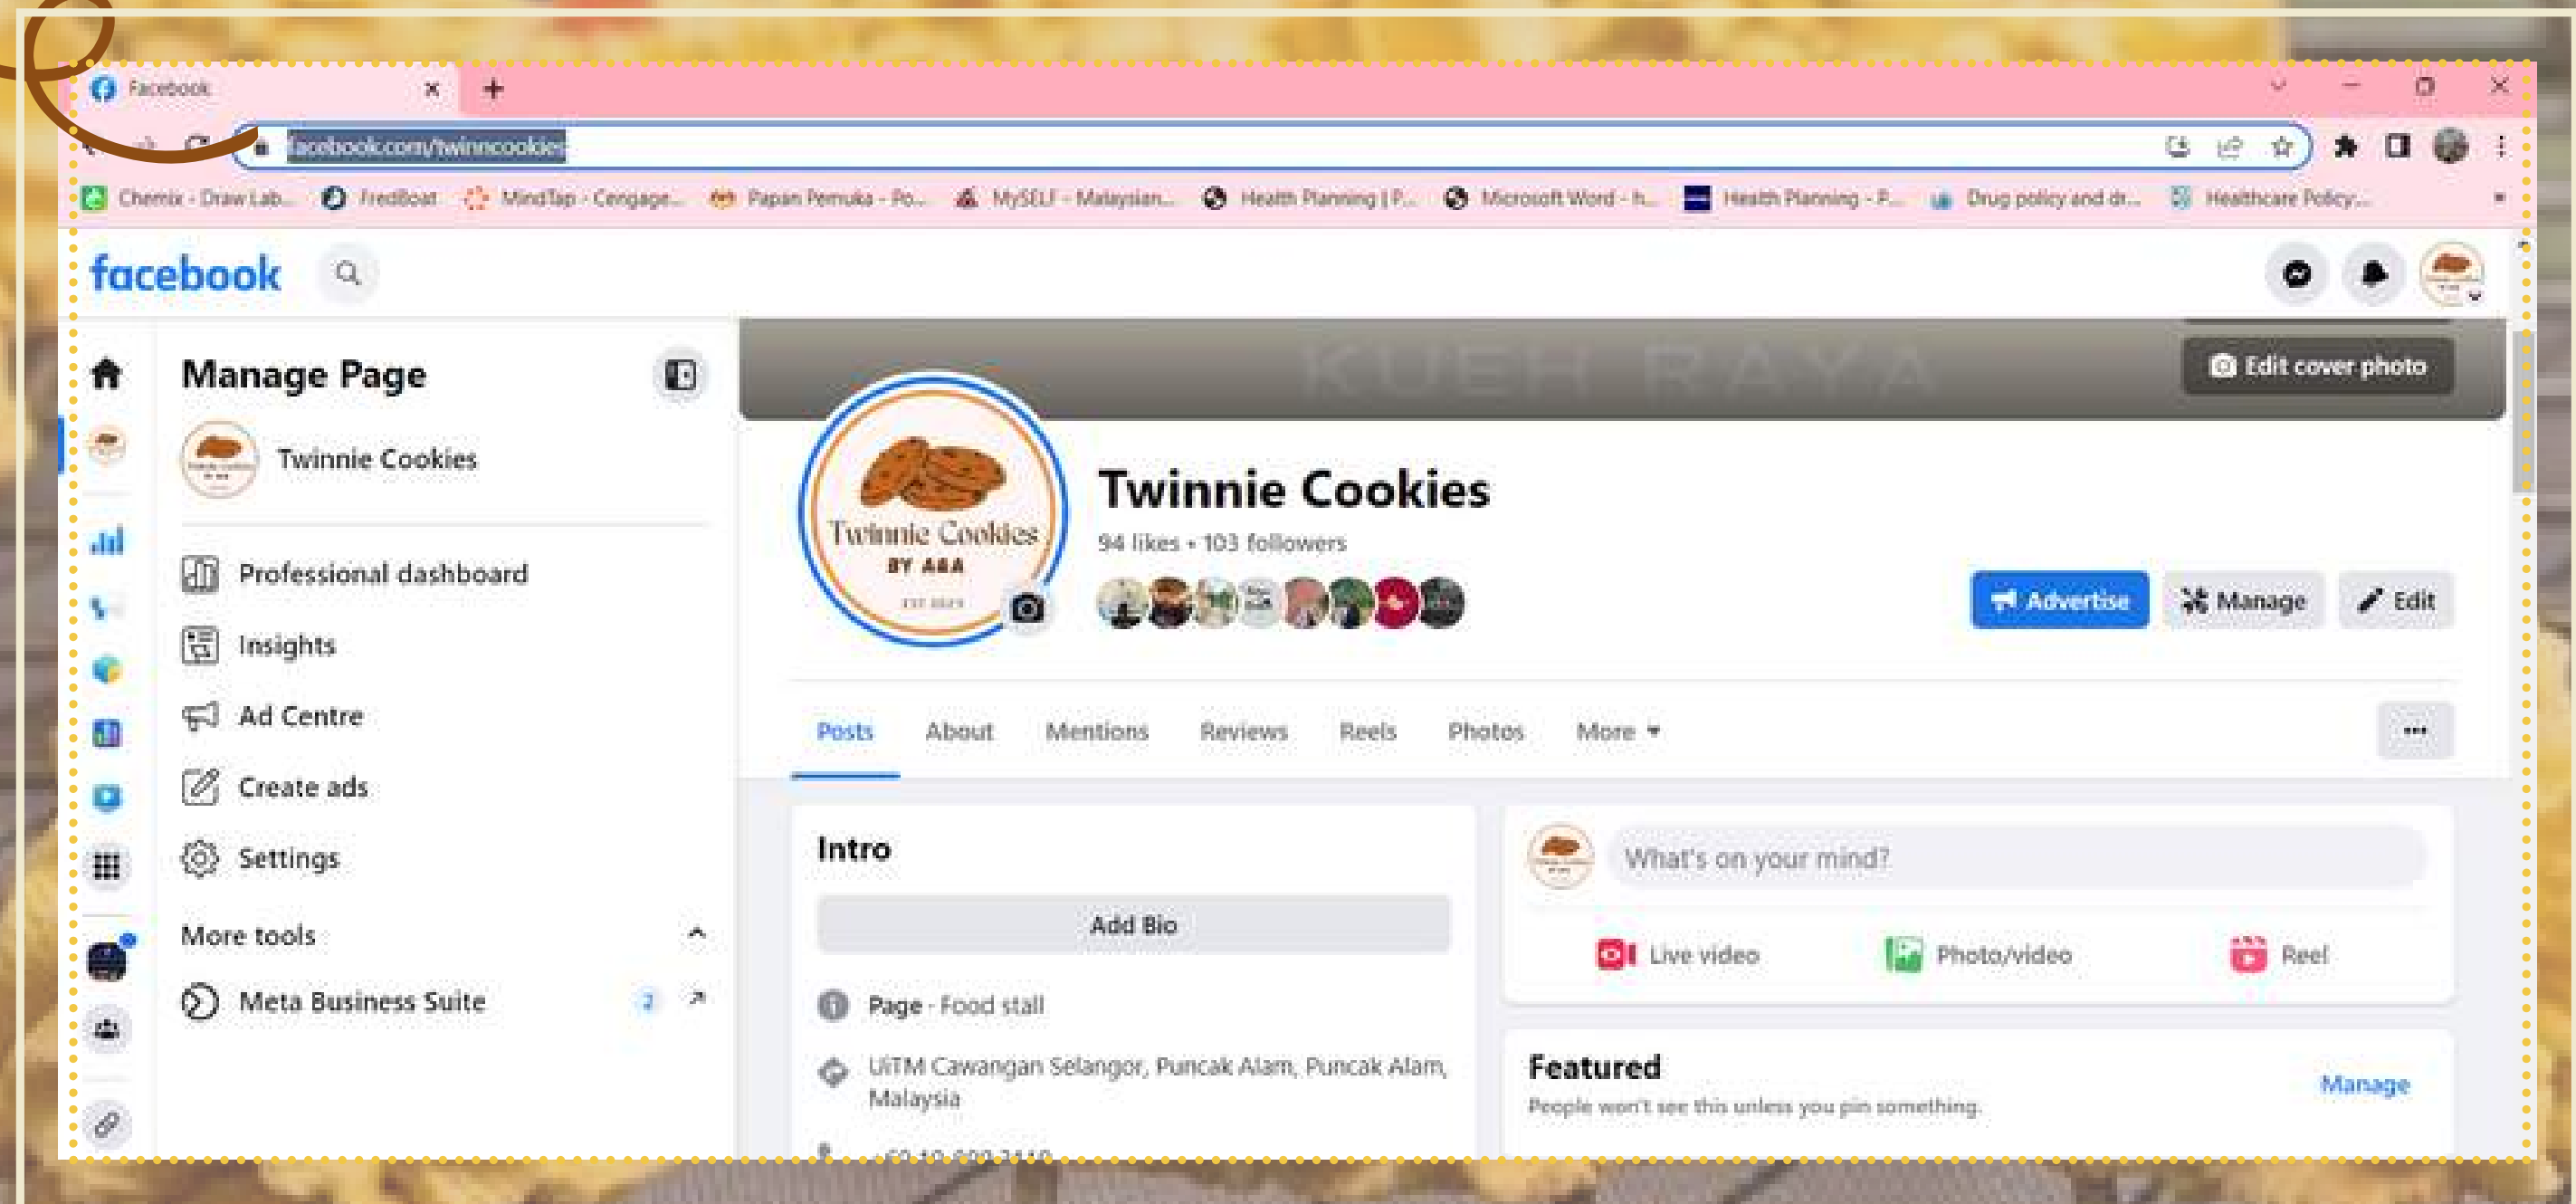 Facebook
facebook.com/twinncookies
Chemix - Draw Lab...
FredBoat
MindTap - Cengage...
Papan Pemuka - Po...
MySELF - Malaysian...
Health Planning | P...
Microsoft Word - h...
Health Planning - P...
Drug policy and dr...
Healthcare Policy...
facebook
Manage Page
Twinnie Cookies
Professional dashboard
Insights
Ad Centre
Create ads
Settings
More tools
Meta Business Suite 2
KUEH RAYA
Edit cover photo
Twinnie Cookies
BY A&A
Twinnie Cookies
94 likes • 103 followers
Advertise
Manage
Edit
Posts
About
Mentions
Reviews
Reels
Photos
More
Intro
Add Bio
Page · Food stall
UiTM Cawangan Selangor, Puncak Alam, Puncak Alam,
Malaysia
What's on your mind?
Live video
Photo/video
Reel
Featured
Manage
People won't see this unless you pin something.